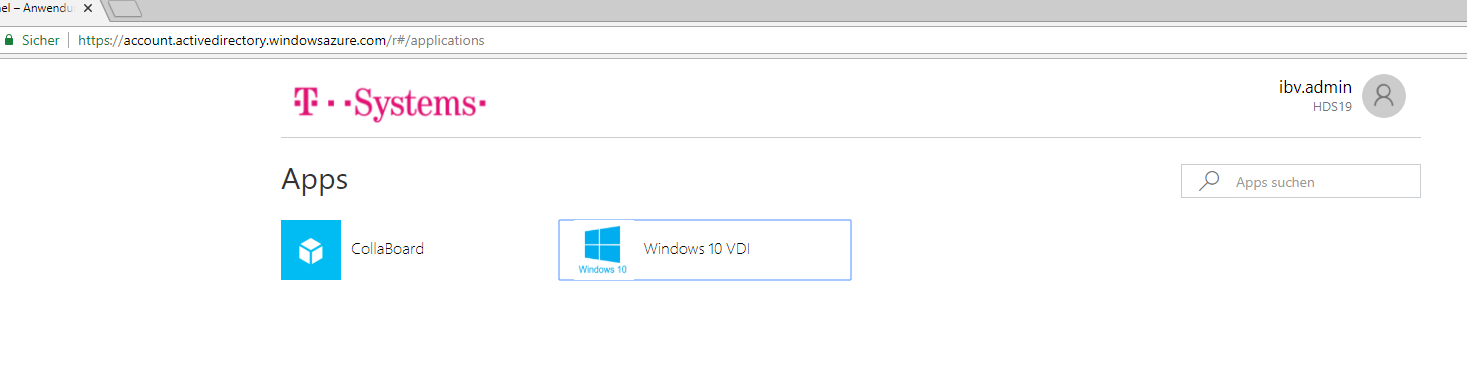 nel – Anwendu
Sicher https://account.activedirectory.windowsazure.com/r#/applications
T··Systems·
ibv.admin
HDS19
Apps
Apps suchen
CollaBoard
Windows 10
Windows 10 VDI